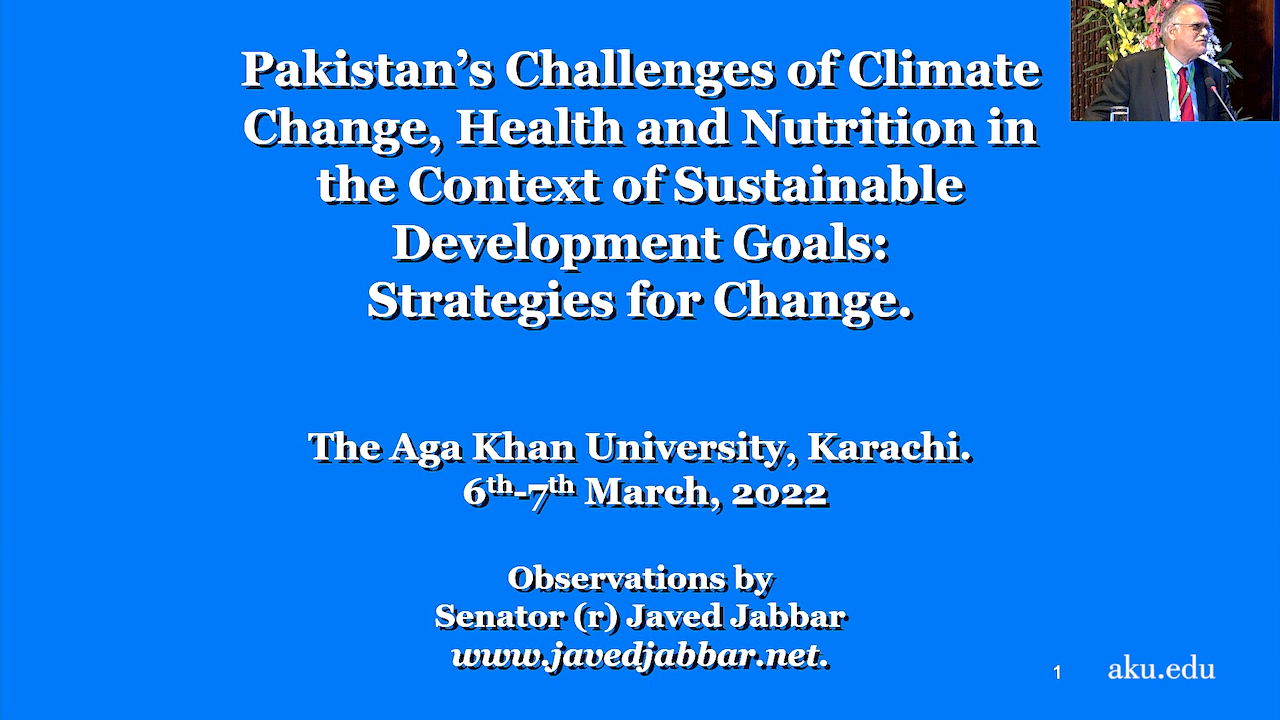 Pakistan’s Challenges of Climate
Change, Health and Nutrition in
the Context of Sustainable
Development Goals:
Strategies for Change.
The Aga Khan University, Karachi.
6th-7th March, 2022
Observations by
Senator (r) Javed Jabbar
www.javedjabbar.net.
1
aku.edu